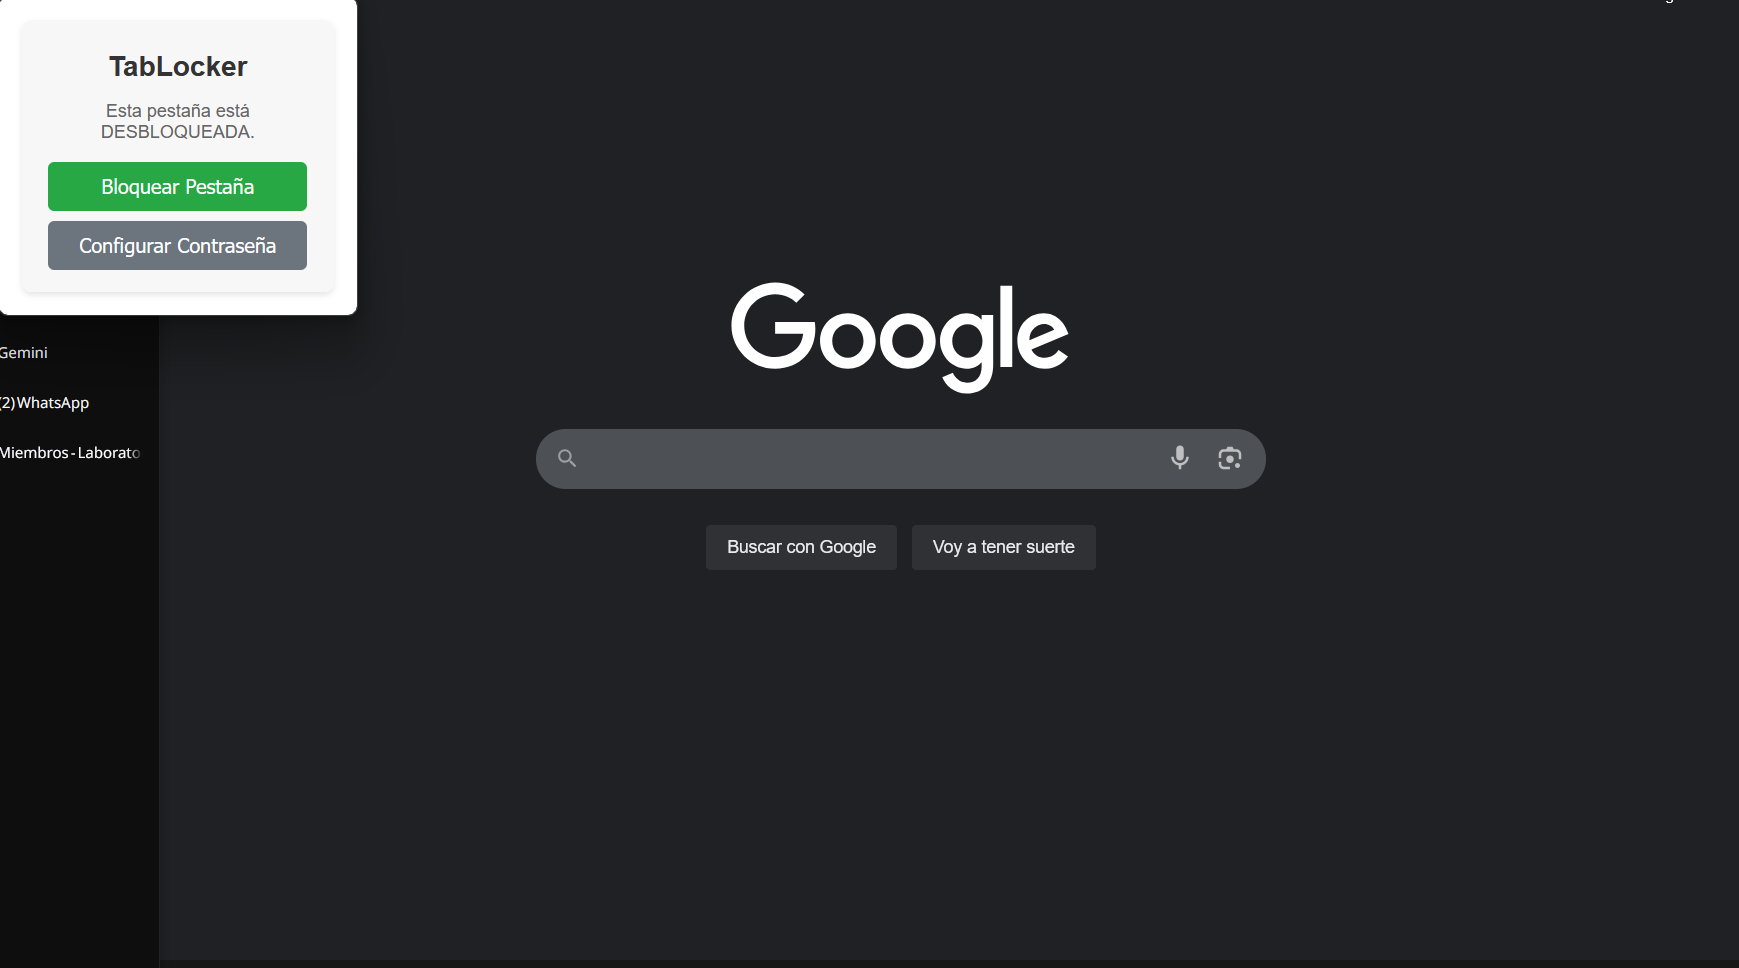 TabLocker
Esta pestaña está
DESBLOQUEADA.
Bloquear Pestaña
Configurar Contraseña
Gemini
(2) WhatsApp
Miembros - Laborato
Google
Buscar con Google
Voy a tener suerte